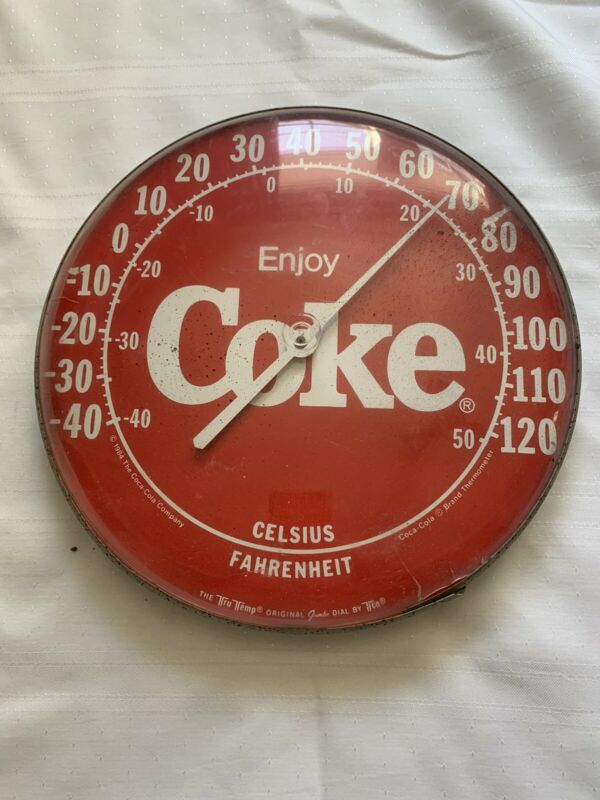 -40 -30 -20 -10 0 10 20 30 40 50 60 70 80 90 100 110 120
-40 -30 -20 -10 0 10 20 30 40 50
Enjoy
Coke®
© 1984 The Coca-Cola Company
Coca-Cola ® Brand Thermometer
CELSIUS
FAHRENHEIT
THE Tru Temp® ORIGINAL Jumbo DIAL BY Tru®